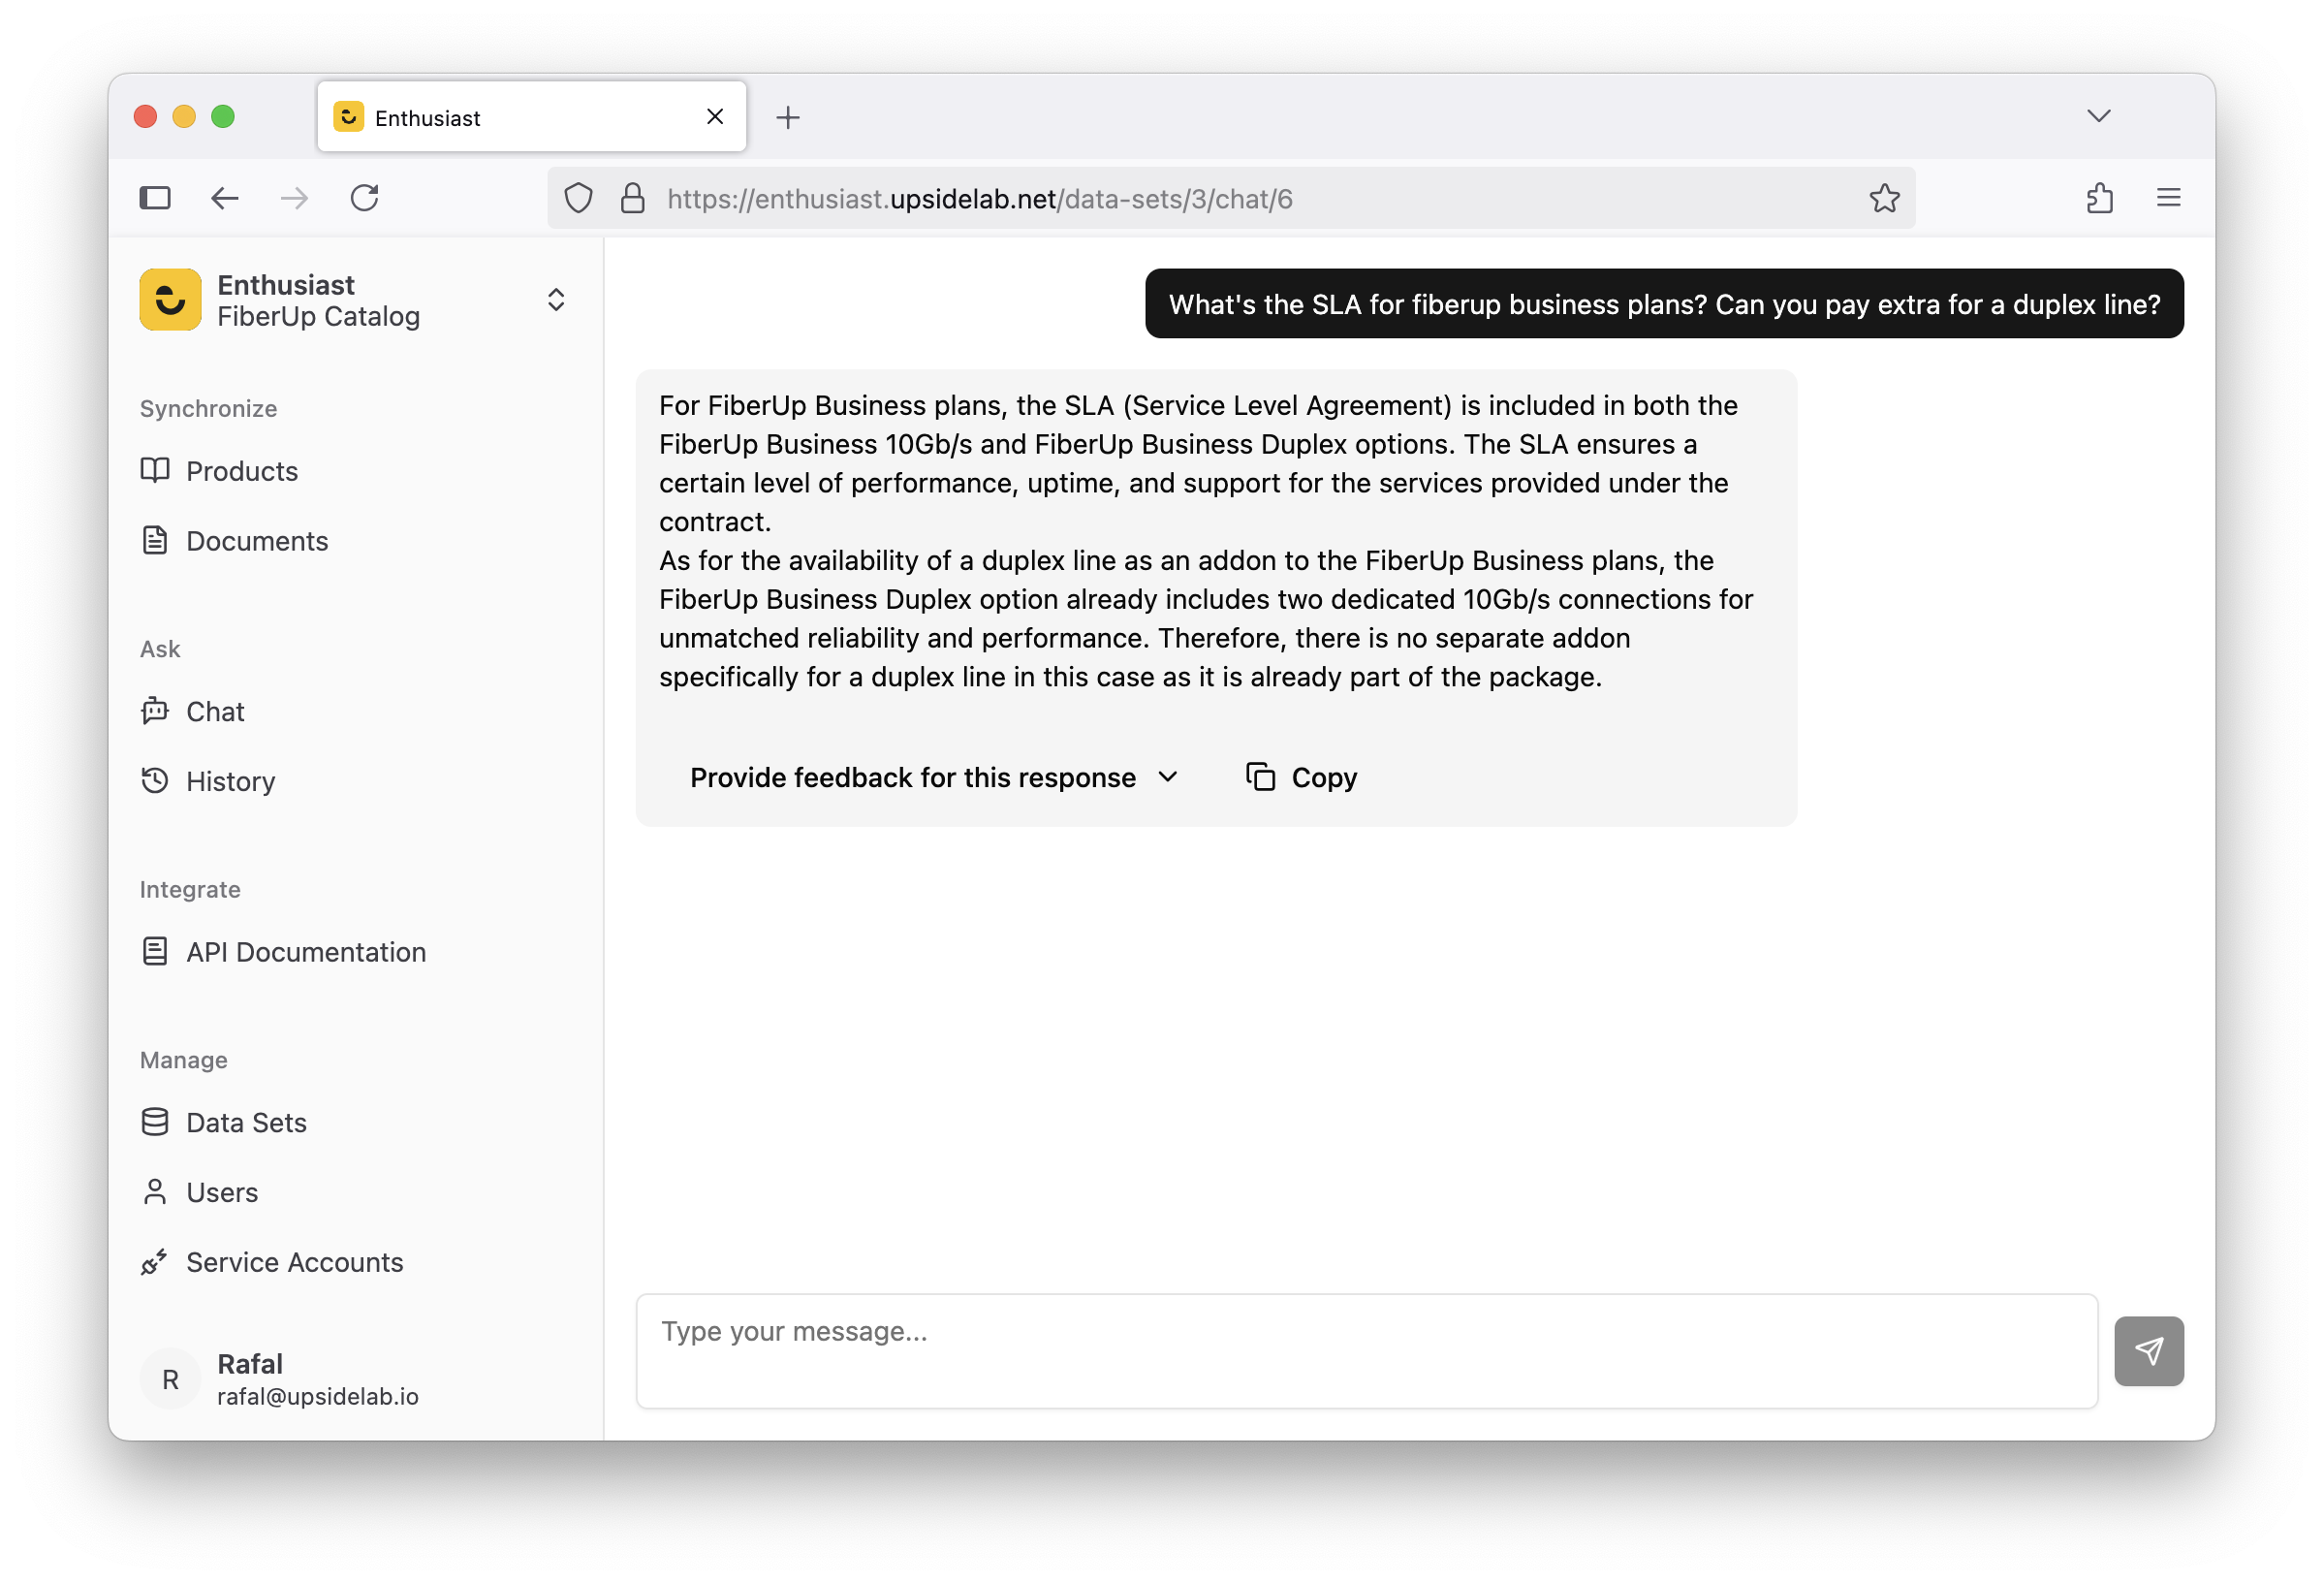 Enthusiast
https://enthusiast.upsidelab.net/data-sets/3/chat/6
Enthusiast
FiberUp Catalog
Synchronize
Products
Documents
Ask
Chat
History
Integrate
API Documentation
Manage
Data Sets
Users
Service Accounts
R
Rafal
rafal@upsidelab.io
What's the SLA for fiberup business plans? Can you pay extra for a duplex line?
For FiberUp Business plans, the SLA (Service Level Agreement) is included in both the
FiberUp Business 10Gb/s and FiberUp Business Duplex options. The SLA ensures a
certain level of performance, uptime, and support for the services provided under the
contract.
As for the availability of a duplex line as an addon to the FiberUp Business plans, the
FiberUp Business Duplex option already includes two dedicated 10Gb/s connections for
unmatched reliability and performance. Therefore, there is no separate addon
specifically for a duplex line in this case as it is already part of the package.
Provide feedback for this response
Copy
Type your message...